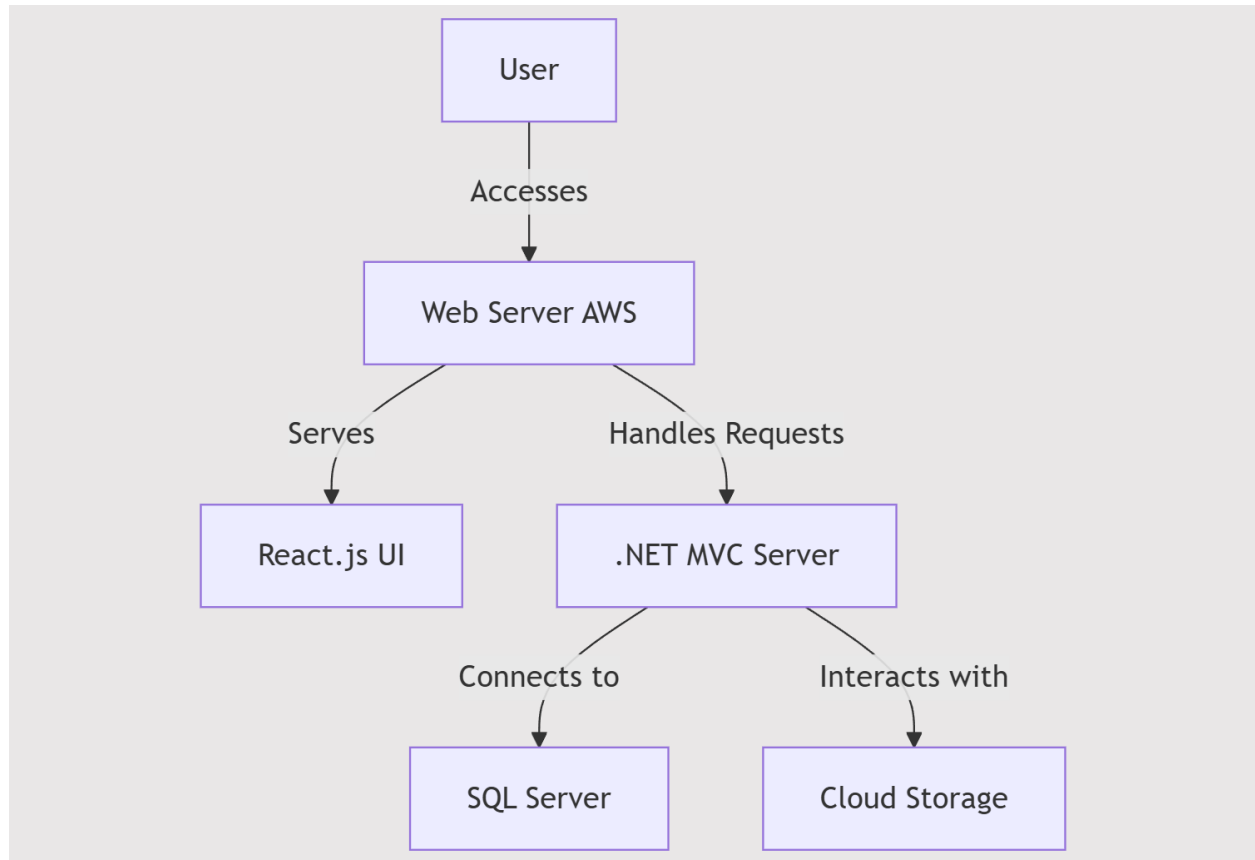 User
Accesses
Web Server AWS
Serves
Handles Requests
React.js UI
.NET MVC Server
Connects to
Interacts with
SQL Server
Cloud Storage